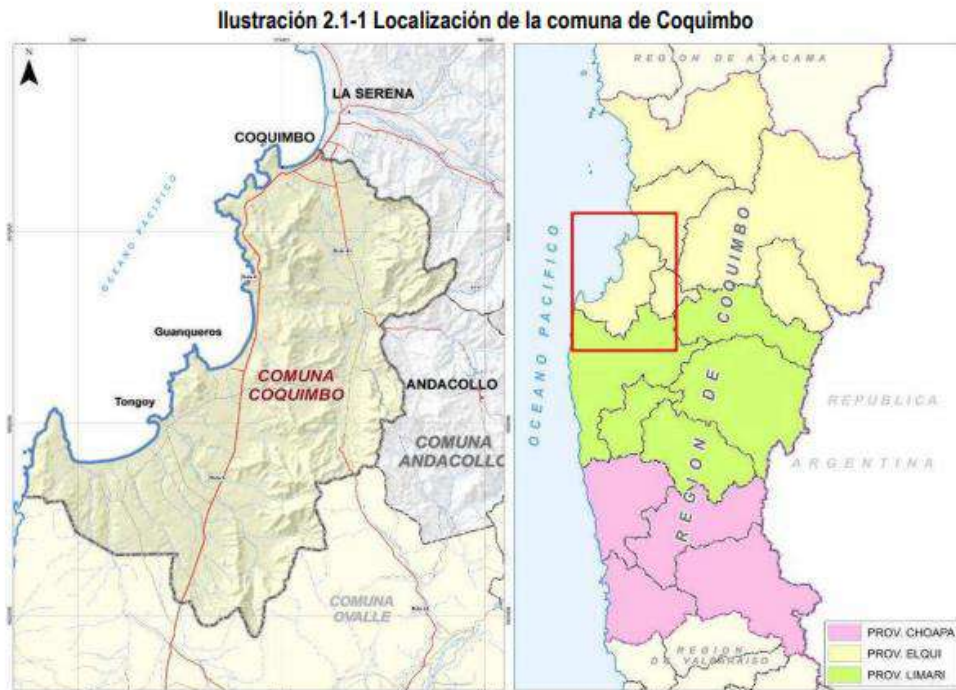 Ilustración 2.1-1 Localización de la comuna de Coquimbo
N
LA SERENA
COQUIMBO
OCEANO PACIFICO
Guanqueros
Tongoy
COMUNA
COQUIMBO
ANDACOLLO
COMUNA
ANDACOLLO
COMUNA
OVALLE
REGION DE ATACAMA
OCEANO PACIFICO
REGION DE COQUIMBO
REPUBLICA
ARGENTINA
REGION
DE VALPARAISO
PROV. CHOAPA
PROV. ELQUI
PROV. LIMARI